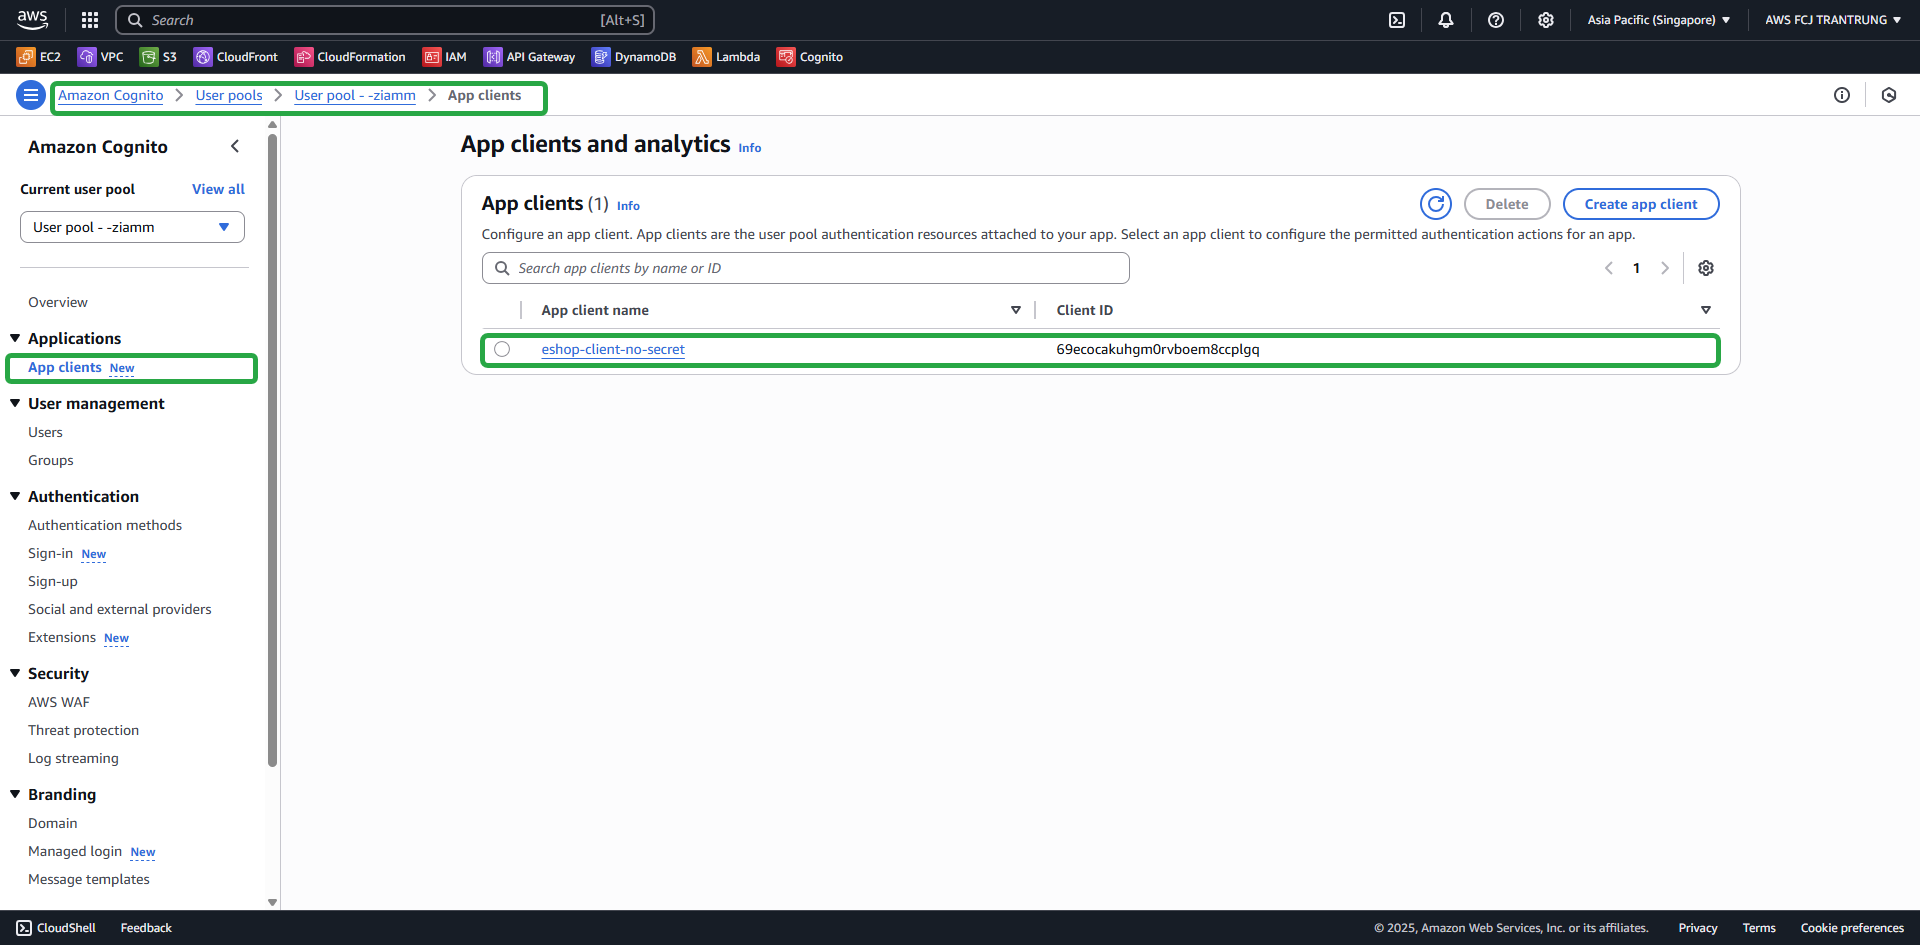 aws Search [Alt+S] Asia Pacific (Singapore) AWS FCJ TRANTRUNG
EC2 VPC S3 CloudFront CloudFormation IAM API Gateway DynamoDB Lambda Cognito
Amazon Cognito > User pools > User pool - -ziamm > App clients
Amazon Cognito
Current user pool View all
User pool - -ziamm
Overview
Applications
App clients New
User management
Users
Groups
Authentication
Authentication methods
Sign-in New
Sign-up
Social and external providers
Extensions New
Security
AWS WAF
Threat protection
Log streaming
Branding
Domain
Managed login New
Message templates
App clients and analytics Info
App clients (1) Info Delete Create app client
Configure an app client. App clients are the user pool authentication resources attached to your app. Select an app client to configure the permitted authentication actions for an app.
Search app clients by name or ID 1
App client name Client ID
eshop-client-no-secret 69ecocakuhgm0rvboem8ccplgq
CloudShell Feedback © 2025, Amazon Web Services, Inc. or its affiliates. Privacy Terms Cookie preferences